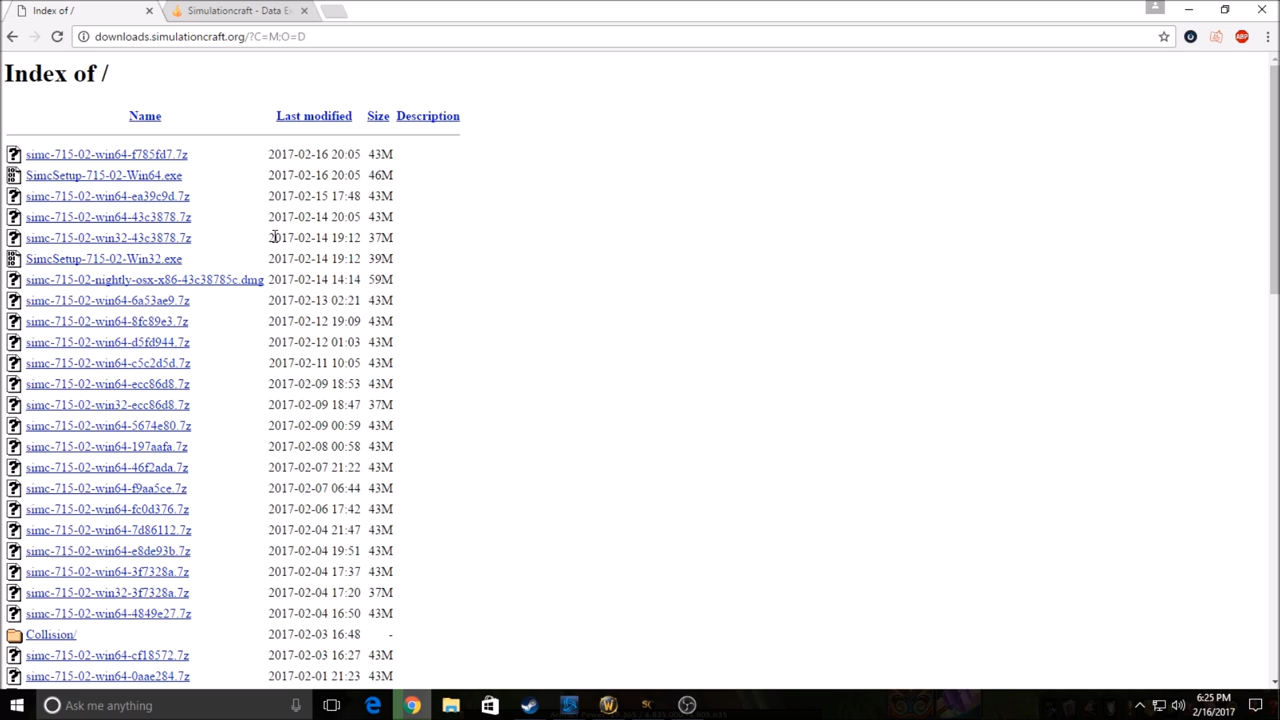 Index of /
Simulationcraft - Data Ex
downloads.simulationcraft.org/?C=M;O=D
ABP
Index of /
Name Last modified Size Description
simc-715-02-win64-f785fd7.7z 2017-02-16 20:05 43M
SimcSetup-715-02-Win64.exe 2017-02-16 20:05 46M
simc-715-02-win64-ea39c9d.7z 2017-02-15 17:48 43M
simc-715-02-win64-43c3878.7z 2017-02-14 20:05 43M
simc-715-02-win32-43c3878.7z 2017-02-14 19:12 37M
SimcSetup-715-02-Win32.exe 2017-02-14 19:12 39M
simc-715-02-nightly-osx-x86-43c38785c.dmg 2017-02-14 14:14 59M
simc-715-02-win64-6a53ae9.7z 2017-02-13 02:21 43M
simc-715-02-win64-8fc89e3.7z 2017-02-12 19:09 43M
simc-715-02-win64-d5fd944.7z 2017-02-12 01:03 43M
simc-715-02-win64-c5c2d5d.7z 2017-02-11 10:05 43M
simc-715-02-win64-ecc86d8.7z 2017-02-09 18:53 43M
simc-715-02-win32-ecc86d8.7z 2017-02-09 18:47 37M
simc-715-02-win64-5674e80.7z 2017-02-09 00:59 43M
simc-715-02-win64-197aafa.7z 2017-02-08 00:58 43M
simc-715-02-win64-46f2ada.7z 2017-02-07 21:22 43M
simc-715-02-win64-f9aa5ce.7z 2017-02-07 06:44 43M
simc-715-02-win64-fc0d376.7z 2017-02-06 17:42 43M
simc-715-02-win64-7d86112.7z 2017-02-04 21:47 43M
simc-715-02-win64-e8de93b.7z 2017-02-04 19:51 43M
simc-715-02-win64-3f7328a.7z 2017-02-04 17:37 43M
simc-715-02-win32-3f7328a.7z 2017-02-04 17:20 37M
simc-715-02-win64-4849e27.7z 2017-02-04 16:50 43M
Collision/ 2017-02-03 16:48 -
simc-715-02-win64-cf18572.7z 2017-02-03 16:27 43M
simc-715-02-win64-0aae284.7z 2017-02-01 21:23 43M
Ask me anything
6:25 PM
2/16/2017